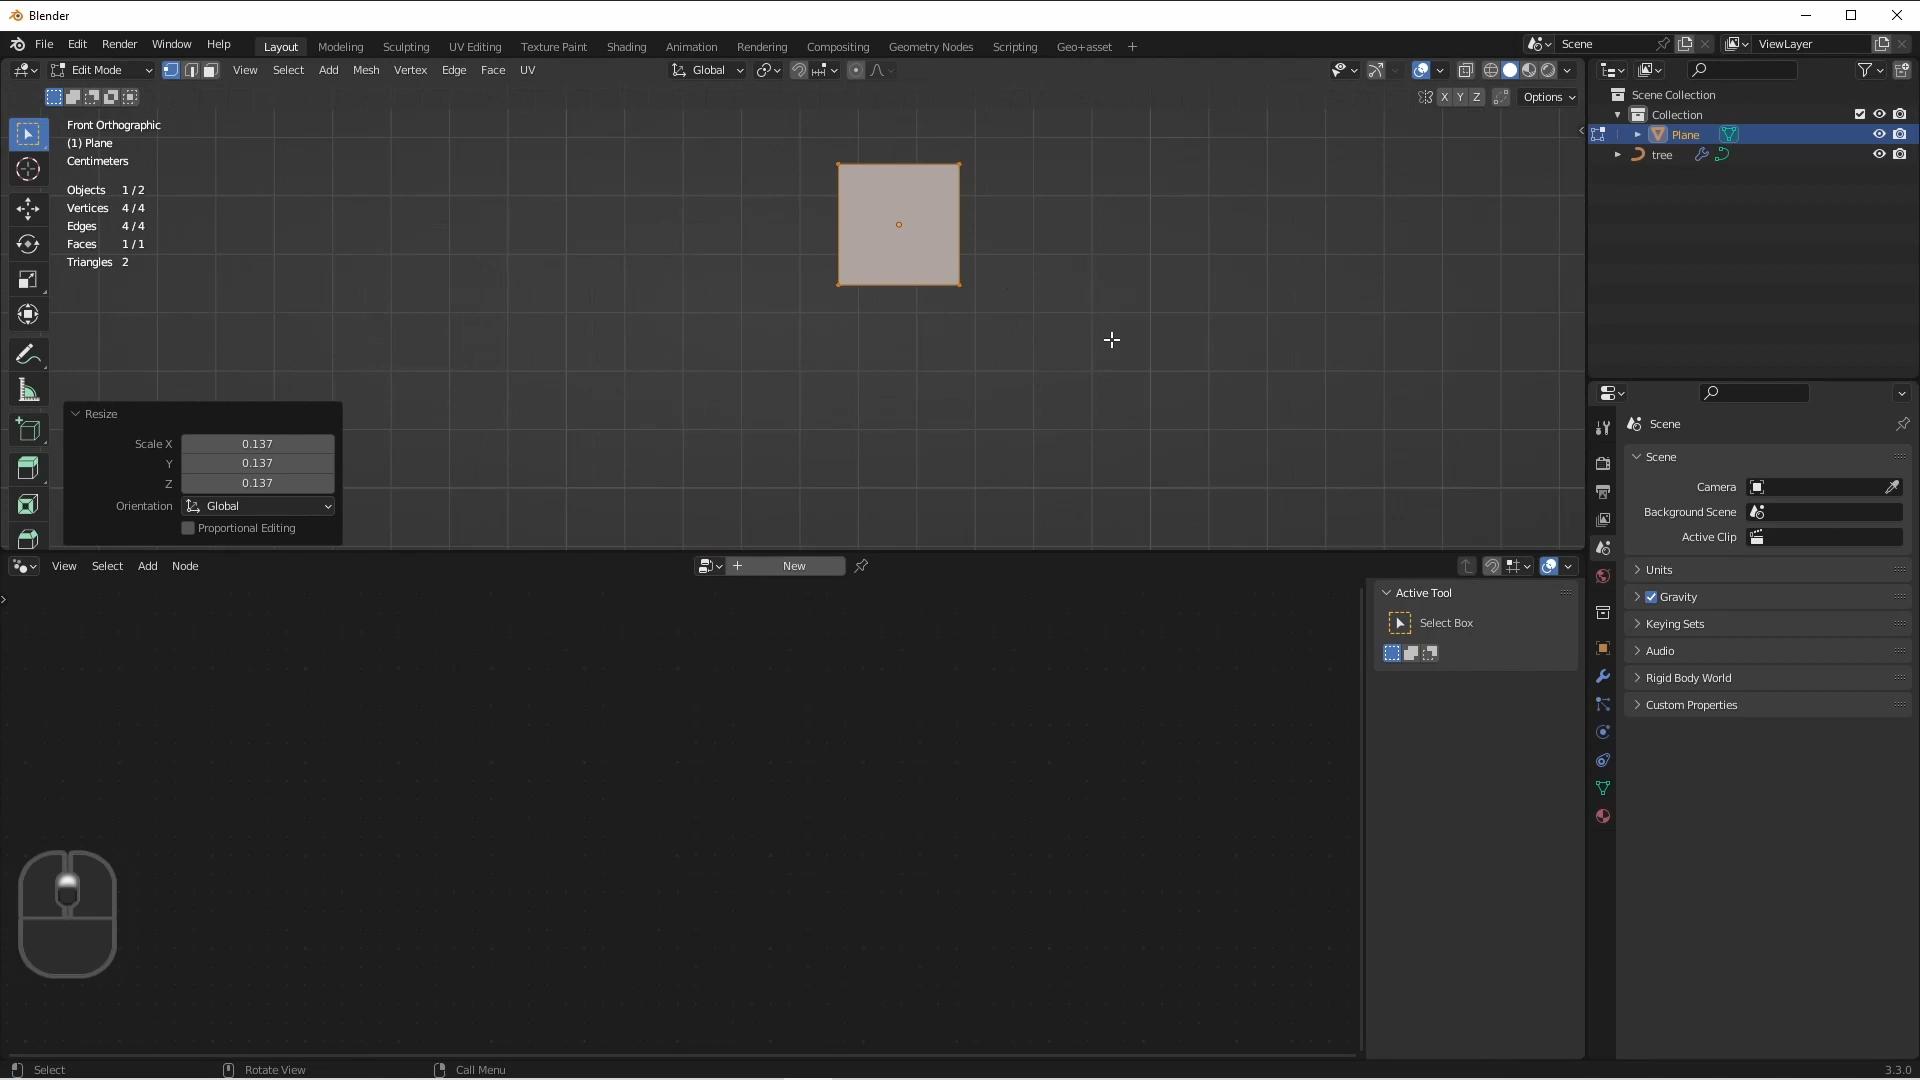 Blender
File Edit Render Window Help Layout Modeling Sculpting UV Editing Texture Paint Shading Animation Rendering Compositing Geometry Nodes Scripting Geo+asset + Scene ViewLayer
Edit Mode View Select Add Mesh Vertex Edge Face UV Global
X Y Z Options
Front Orthographic
(1) Plane
Centimeters
Objects 1 / 2
Vertices 4 / 4
Edges 4 / 4
Faces 1 / 1
Triangles 2
Resize
Scale X 0.137
Y 0.137
Z 0.137
Orientation Global
Proportional Editing
Scene Collection
Collection
Plane
tree
Scene
Scene
Camera
Background Scene
Active Clip
Units
Gravity
Keying Sets
Audio
Rigid Body World
Custom Properties
View Select Add Node + New
Active Tool
Select Box
Select Rotate View Call Menu 3.3.0